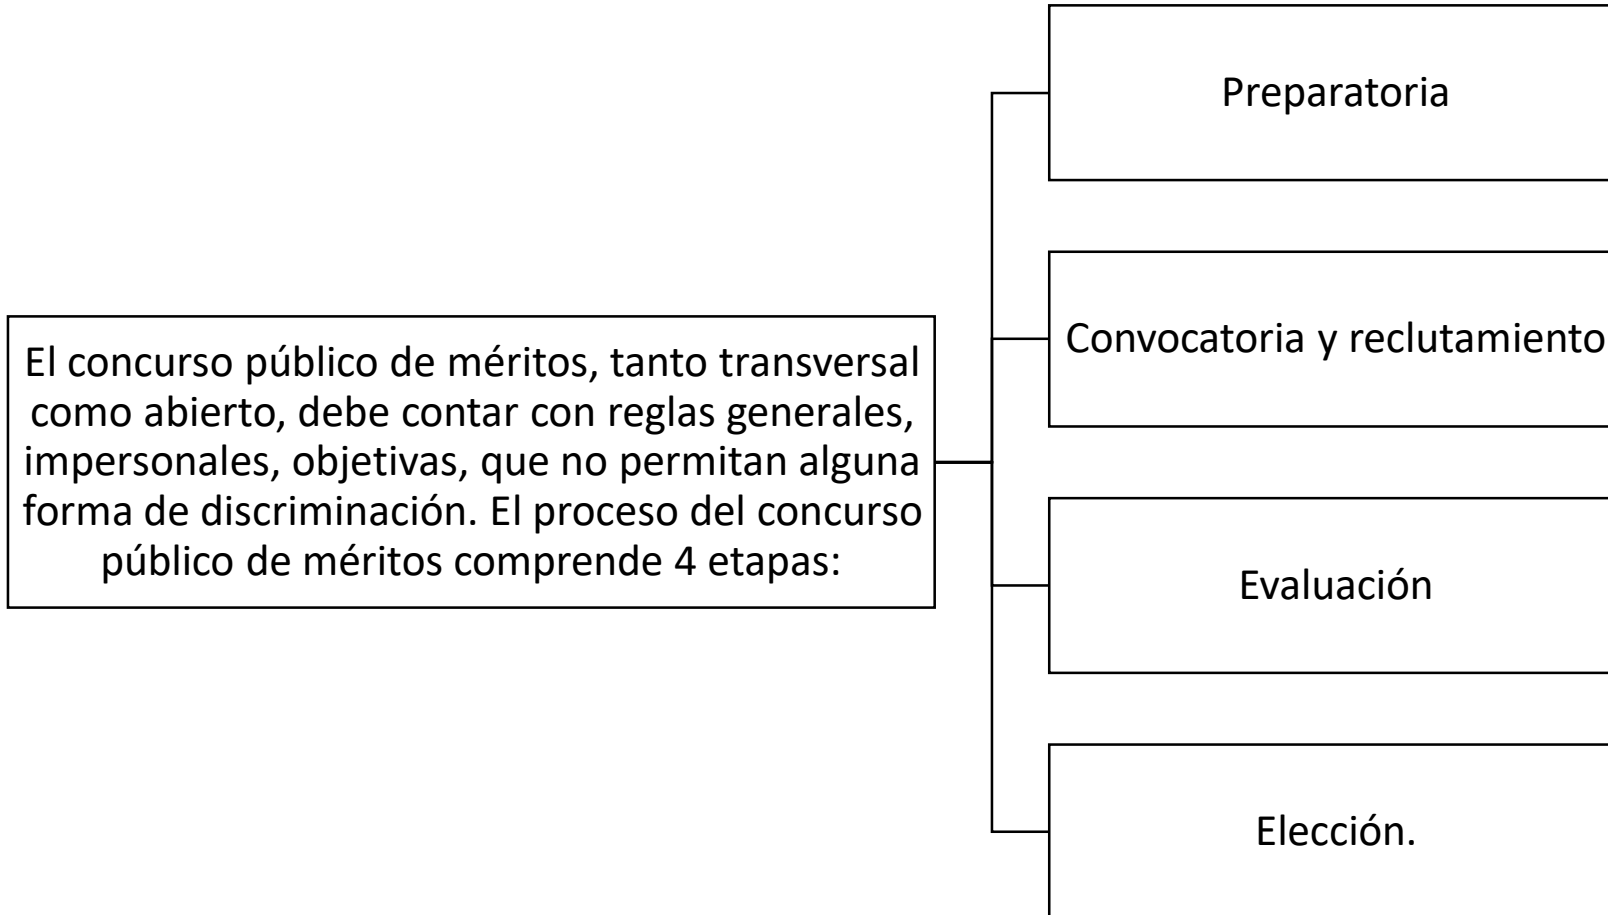 El concurso público de méritos, tanto transversal
como abierto, debe contar con reglas generales,
impersonales, objetivas, que no permitan alguna
forma de discriminación. El proceso del concurso
público de méritos comprende 4 etapas:
Preparatoria
Convocatoria y reclutamiento
Evaluación
Elección.